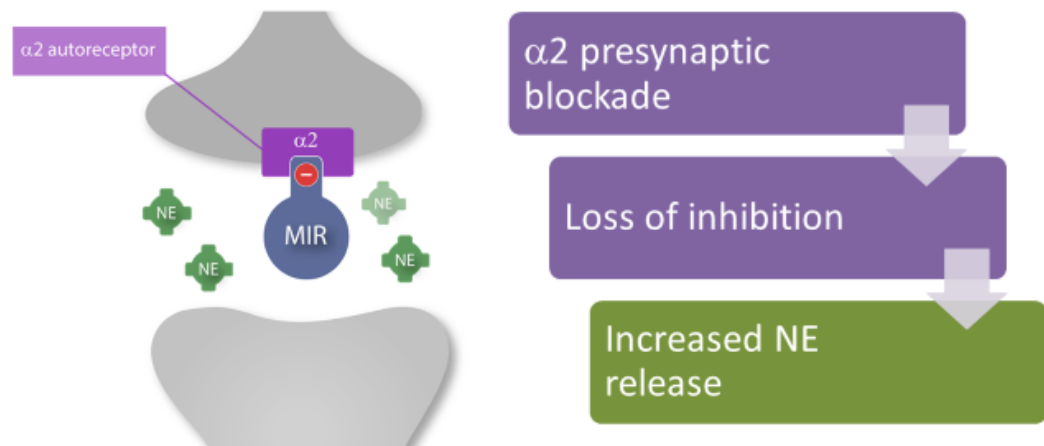 α2 autoreceptor
α2
MIR
NE
NE
NE
NE
α2 presynaptic
blockade
Loss of inhibition
Increased NE
release